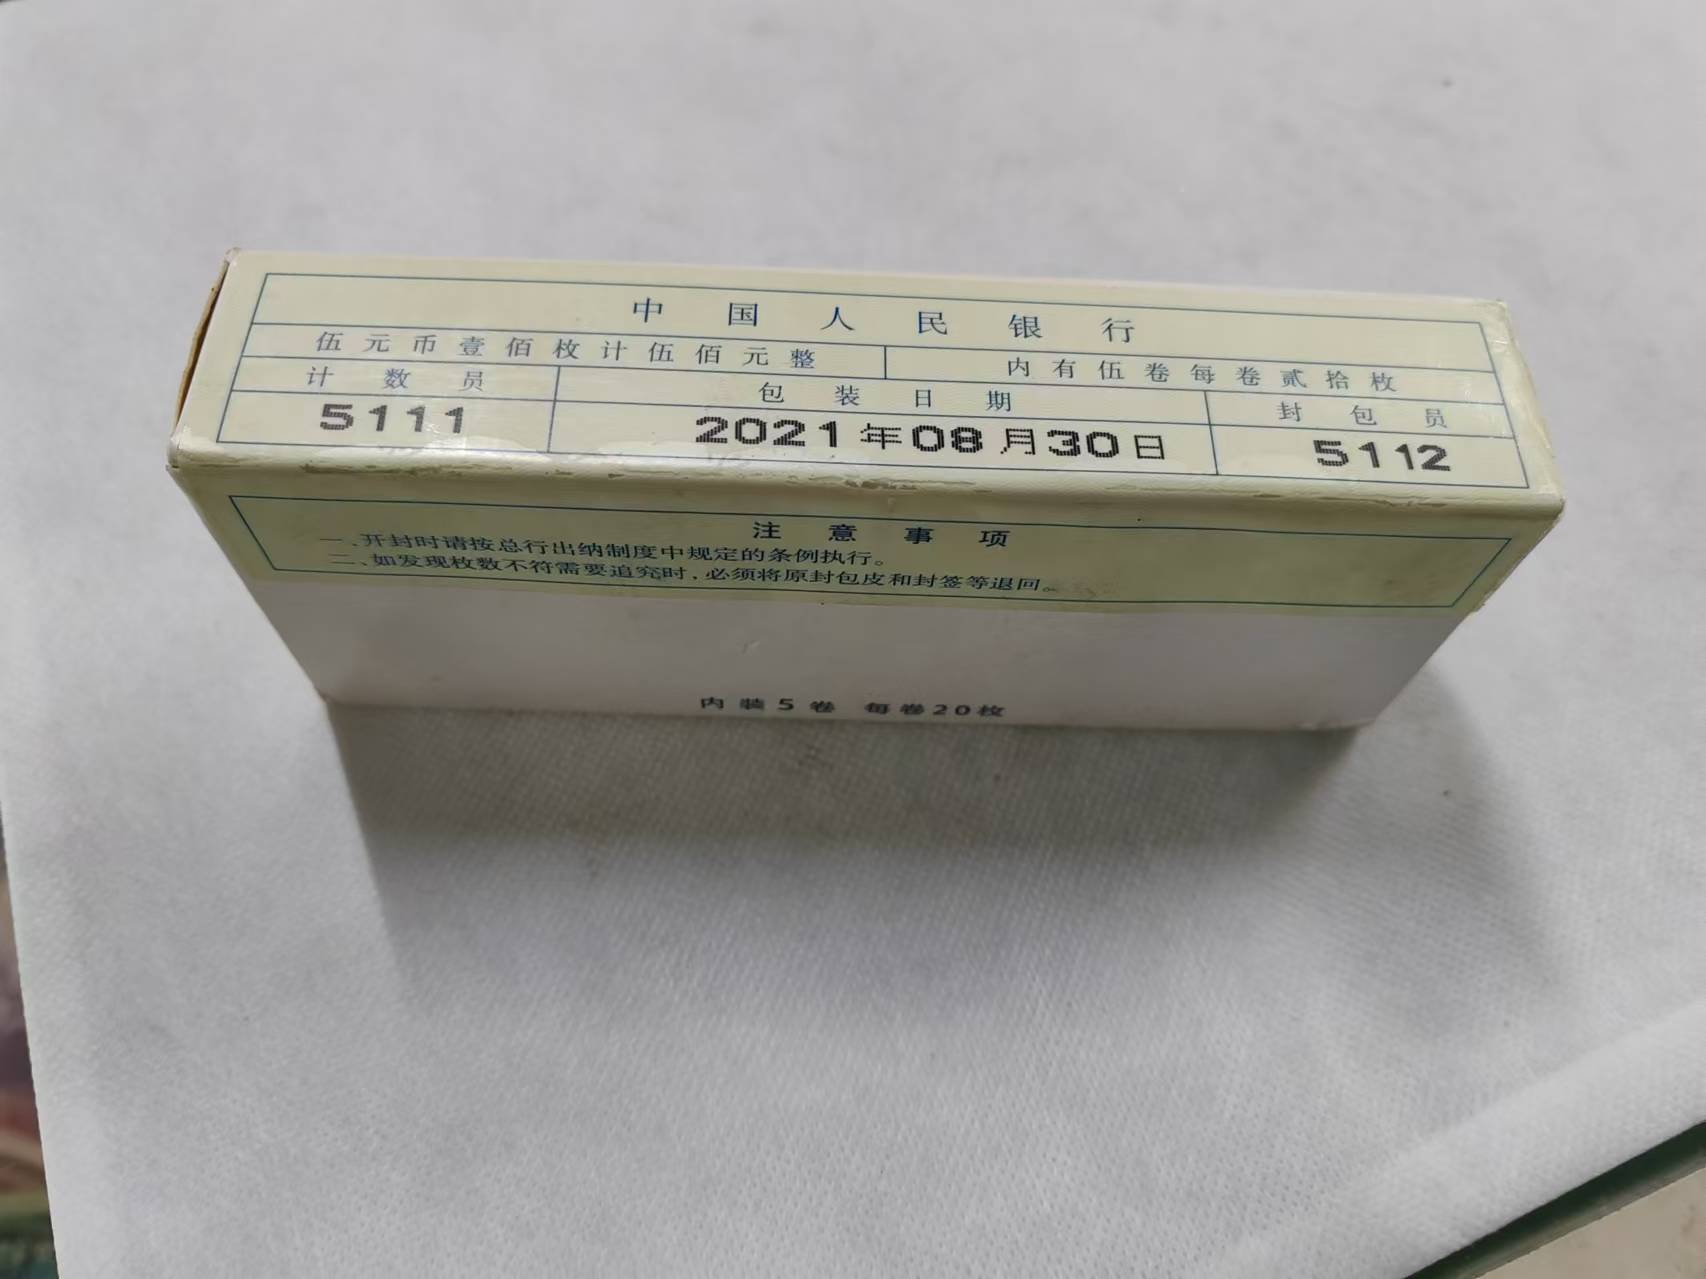 中国人民银行
伍元币壹佰枚计伍佰元整 内有伍卷每卷贰拾枚
计数员 包装日期 封包员
5111 2021年08月30日 5112
注意事项
一、开封时请按总行出纳制度中规定的条例执行。
二、如发现枚数不符需要追究时，必须将原封包皮和封签等退回。
内装5卷 每卷20枚